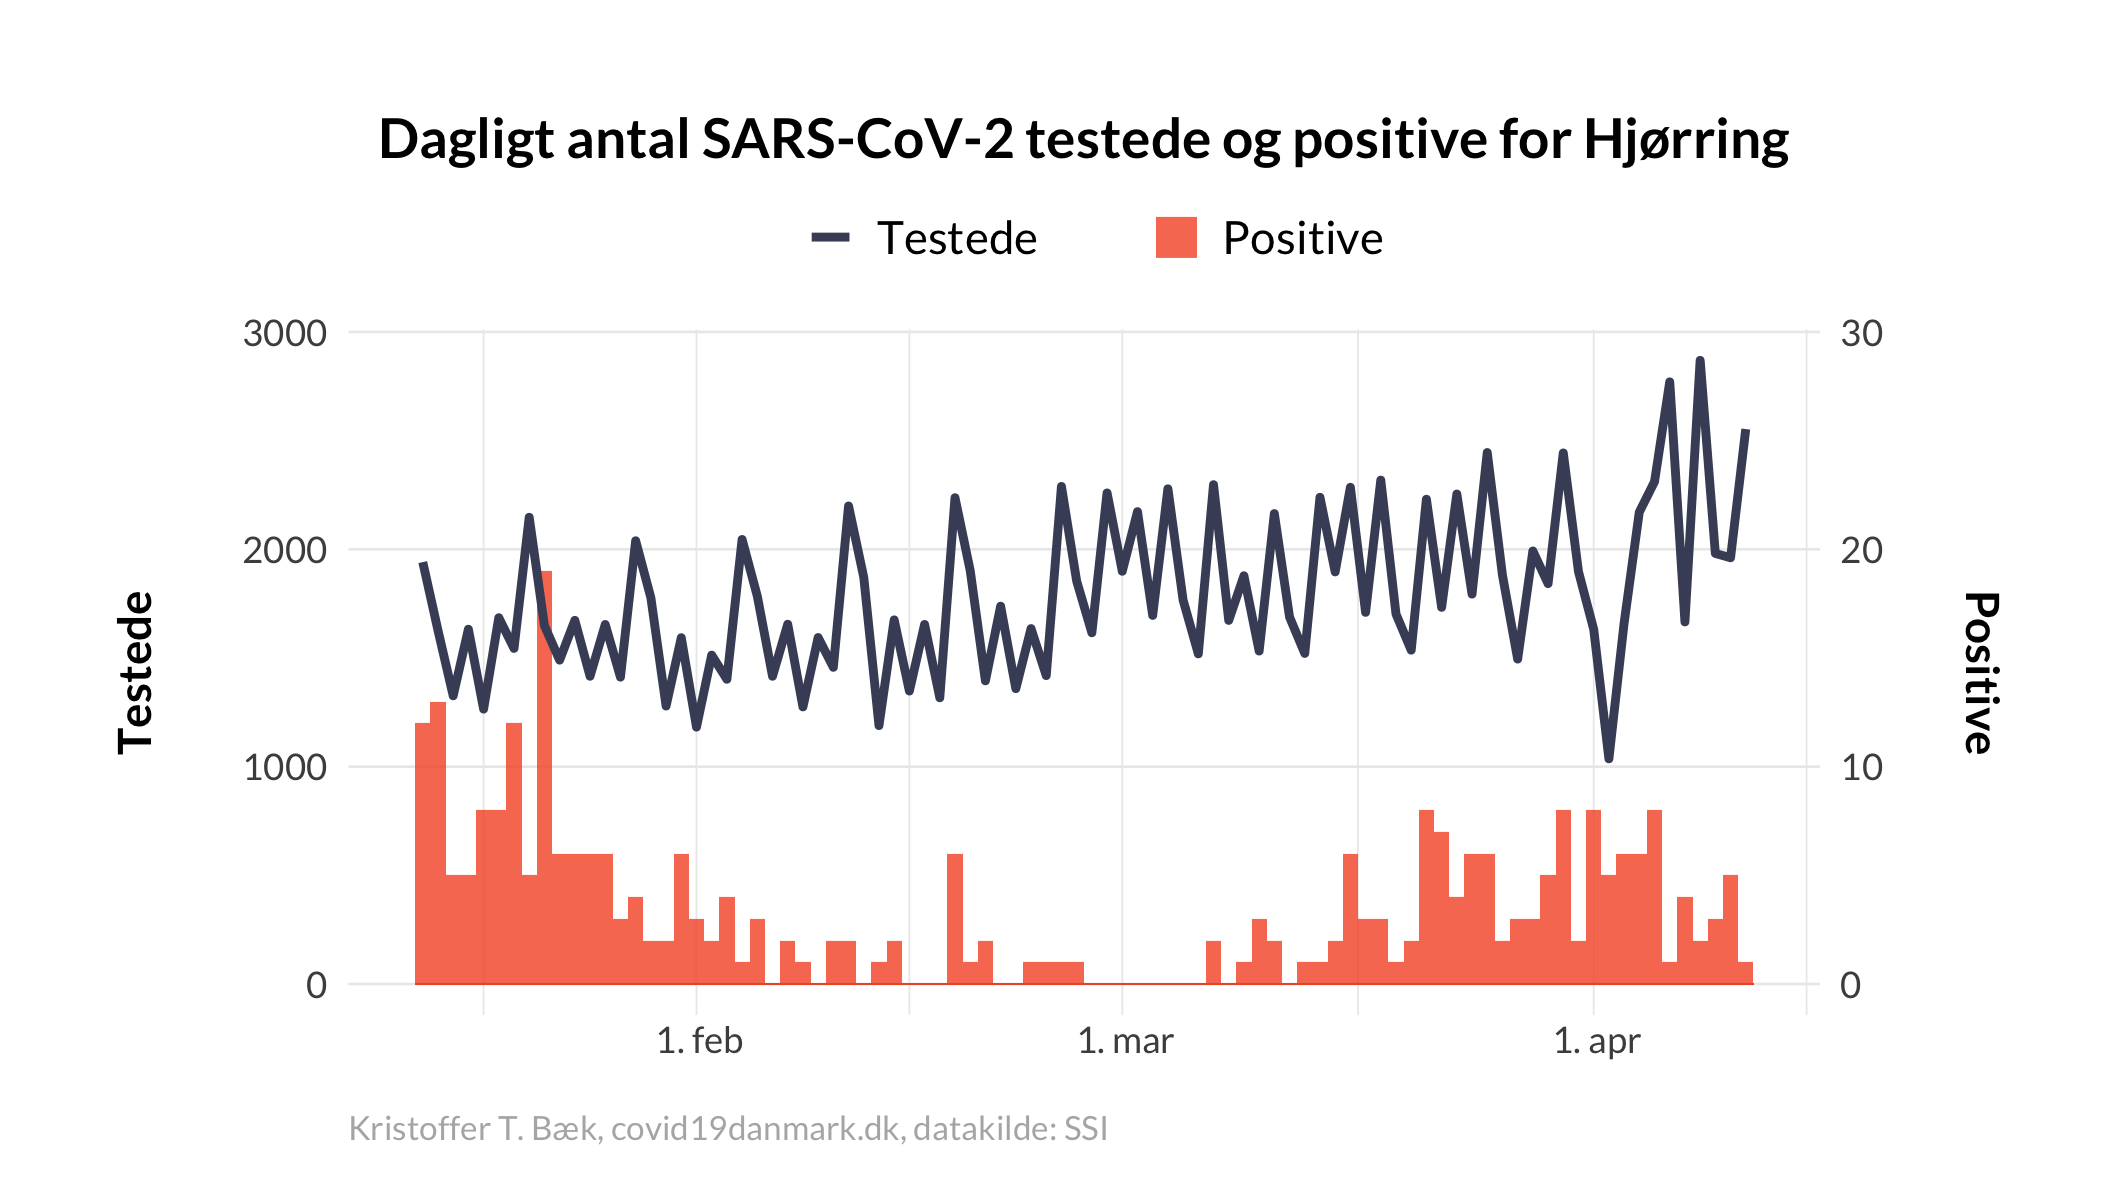 Dagligt antal SARS-CoV-2 testede og positive for Hjørring
Testede Positive
3000 30
2000 20
1000 10
0 0
Testede
Positive
1. feb 1. mar 1. apr
Kristoffer T. Bæk, covid19danmark.dk, datakilde: SSI